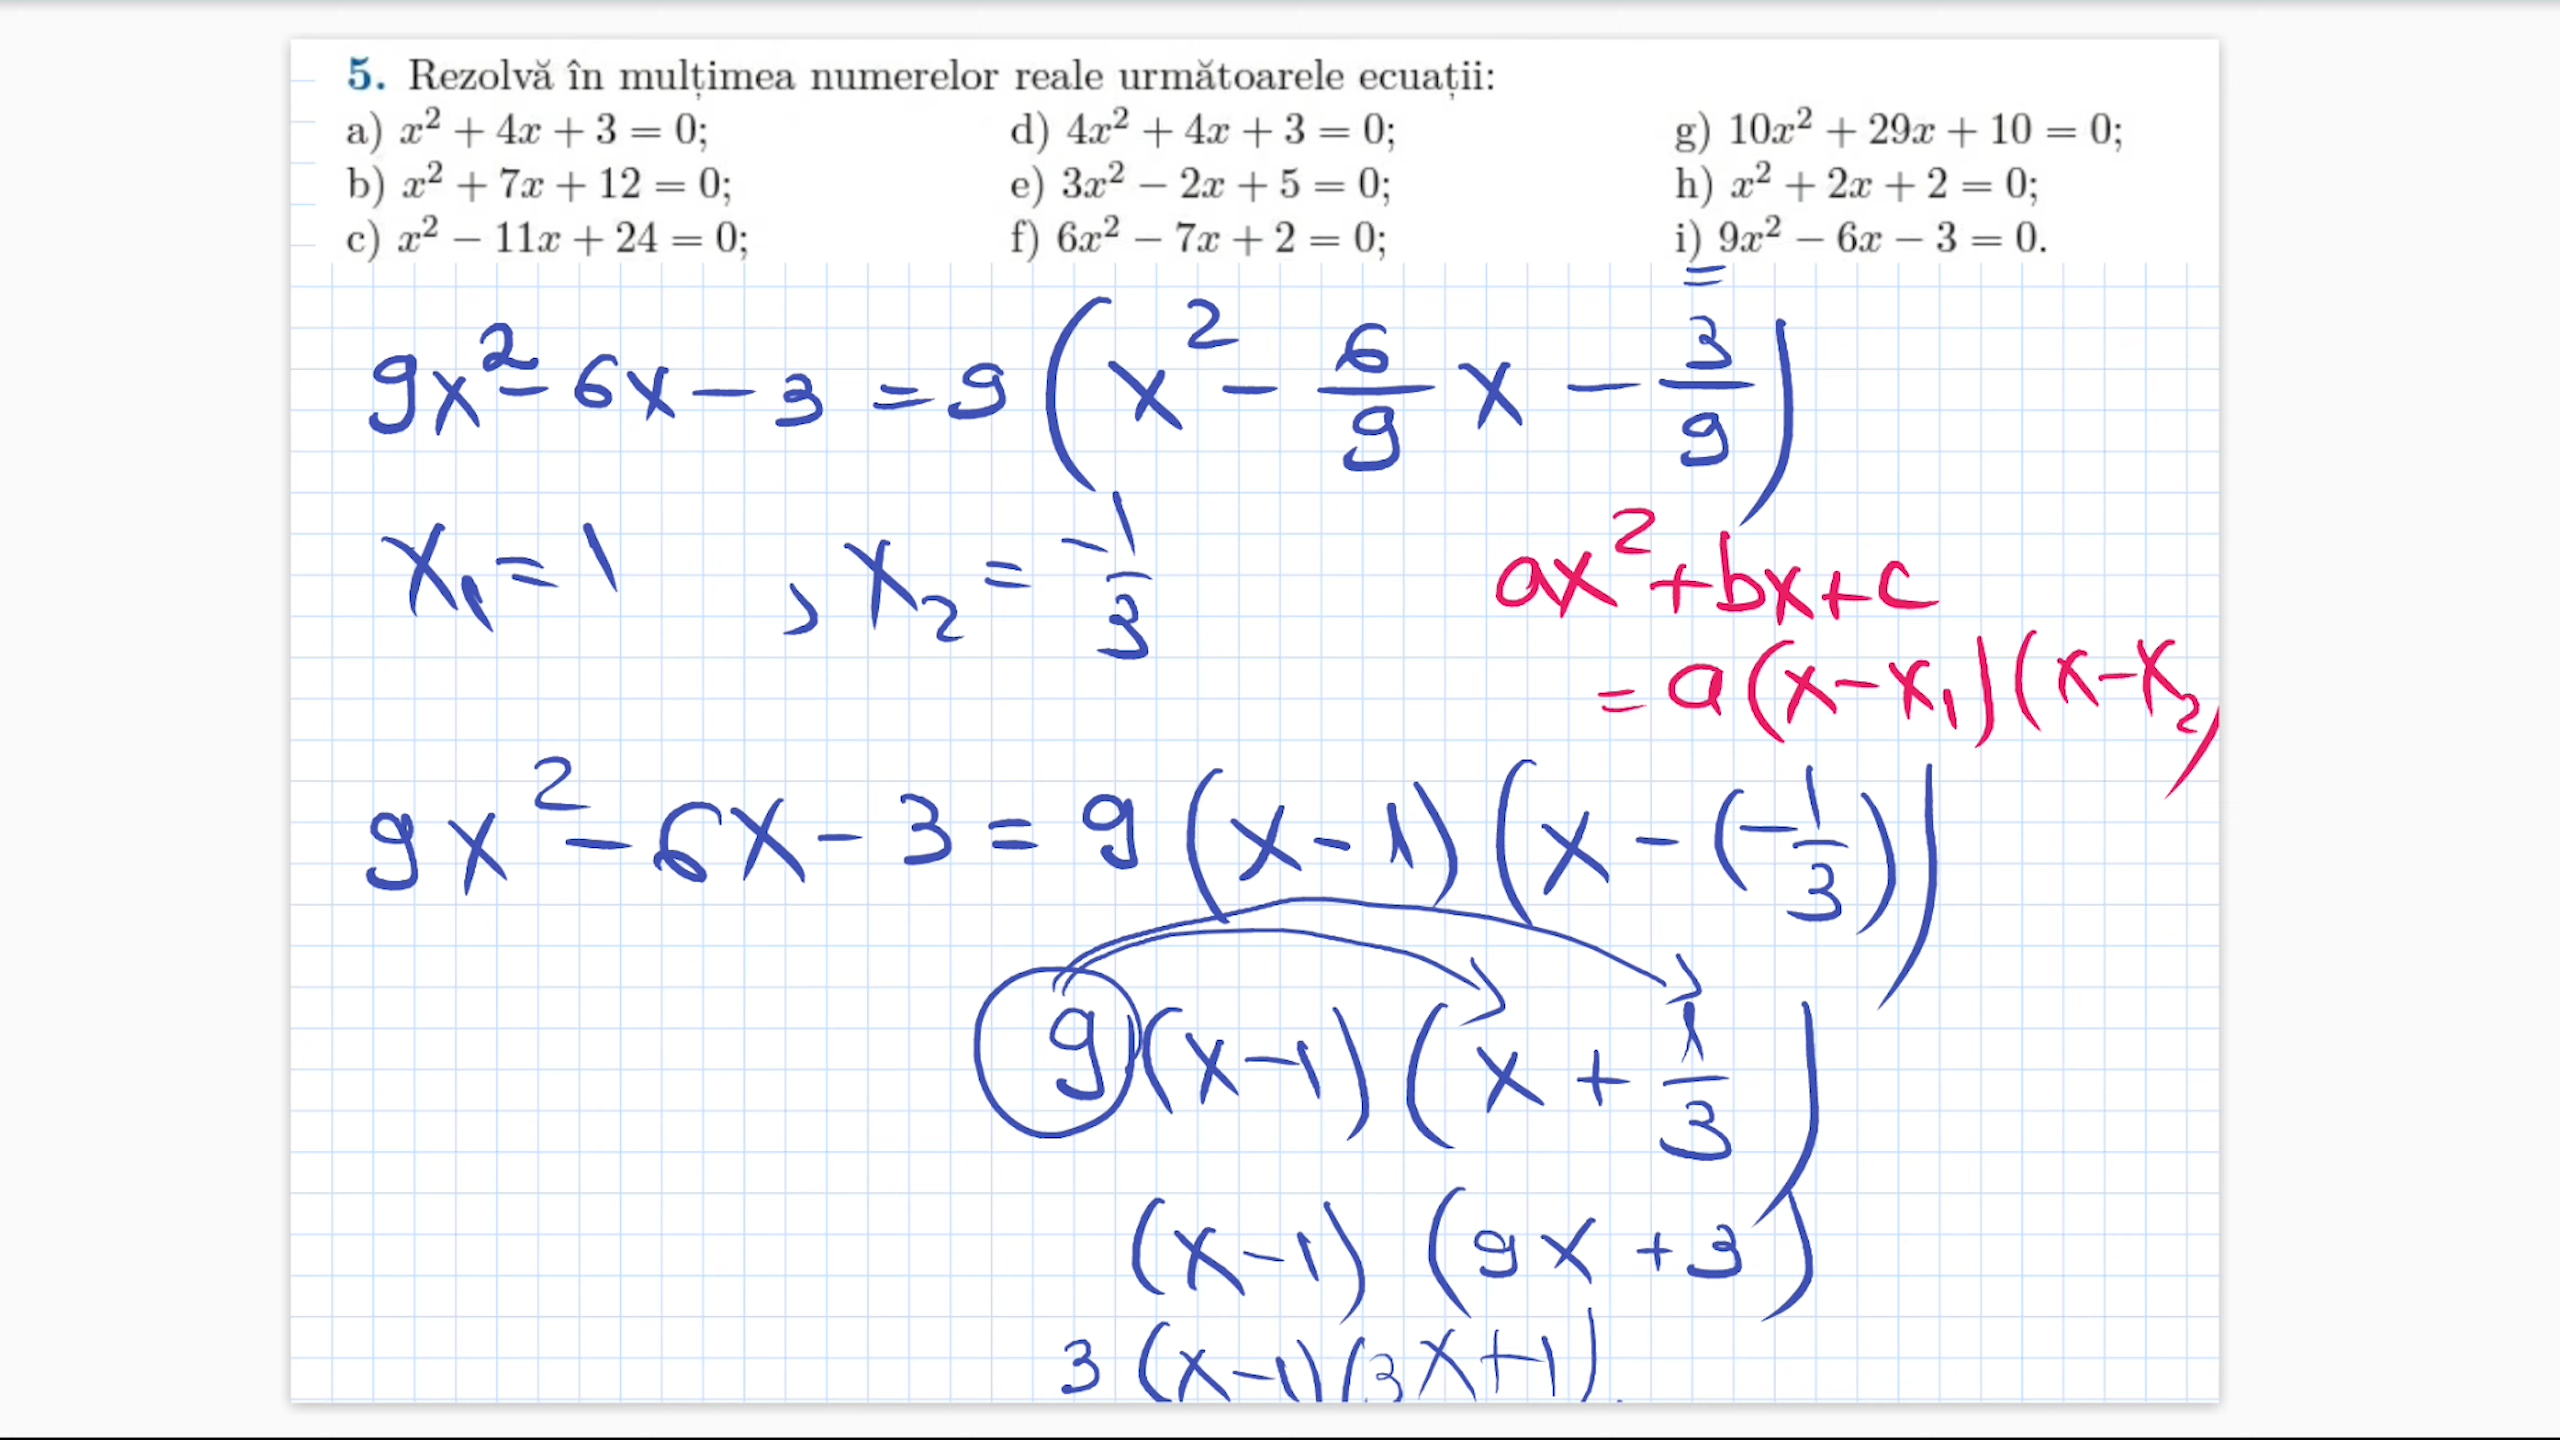 5. Rezolvă în mulțimea numerelor reale următoarele ecuații:
a) x² + 4x + 3 = 0;
b) x² + 7x + 12 = 0;
c) x² − 11x + 24 = 0;
d) 4x² + 4x + 3 = 0;
e) 3x² − 2x + 5 = 0;
f) 6x² − 7x + 2 = 0;
g) 10x² + 29x + 10 = 0;
h) x² + 2x + 2 = 0;
i) 9x² − 6x − 3 = 0.
9x² − 6x − 3 = 9 (x² − 6/9 x − 3/9)
x₁ = 1 , x₂ = −1/3
ax² + bx + c
= a (x − x₁) (x − x₂)
9x² − 6x − 3 = 9 (x − 1) (x − (−1/3))
9 (x − 1) (x + 1/3)
(x − 1) (9x + 3)
3 (x − 1) (3x + 1).